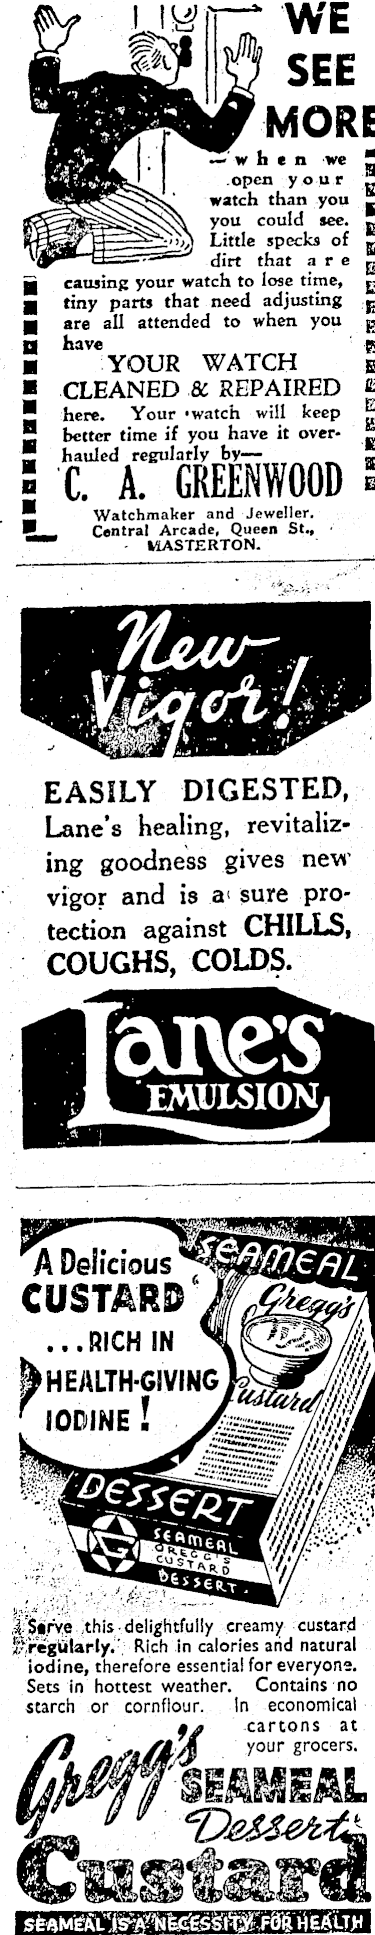 WE
SEE
MORE
—when we
open your
watch than you
you could see.
Little specks of
dirt that are
causing your watch to lose time,
tiny parts that need adjusting
are all attended to when you
have
YOUR WATCH
CLEANED & REPAIRED
here. Your watch will keep
better time if you have it over-
hauled regularly by—
C. A. GREENWOOD
Watchmaker and Jeweller,
Central Arcade, Queen St.,
MASTERTON.
New
Vigor!
EASILY DIGESTED,
Lane's healing, revitaliz-
ing goodness gives new
vigor and is a sure pro-
tection against CHILLS,
COUGHS, COLDS.
Lane's
EMULSION
A Delicious
CUSTARD
...RICH IN
HEALTH-GIVING
IODINE!
SEAMEAL
Gregg's
Custard
DESSERT
G
SEAMEAL
GREGG'S
CUSTARD
DESSERT
Serve this delightfully creamy custard
regularly. Rich in calories and natural
iodine, therefore essential for everyone.
Sets in hottest weather. Contains no
starch or cornflour. In economical
cartons at
your grocers.
Gregg's
SEAMEAL
Dessert
Custard
SEAMEAL IS A NECESSITY FOR HEALTH